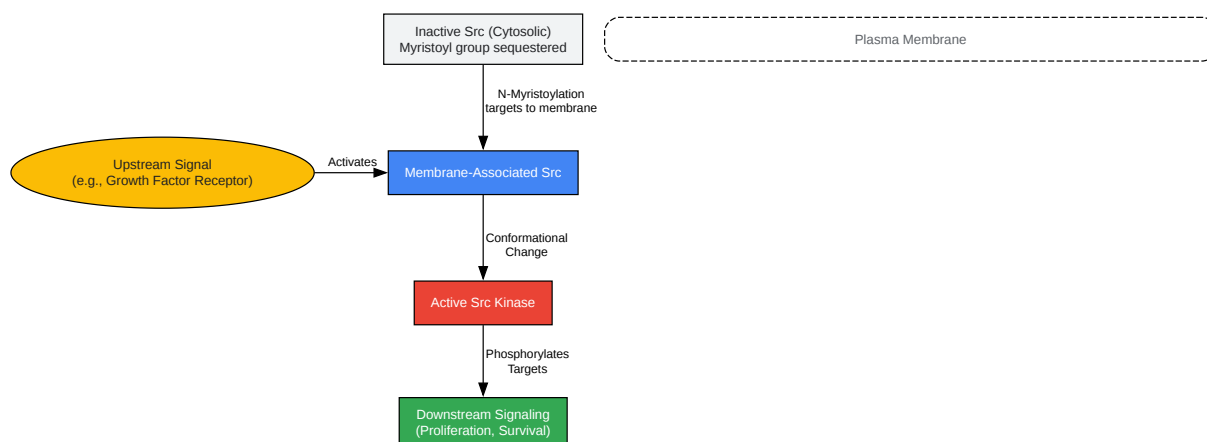 Inactive Src (Cytosolic)
Myristoyl group sequestered
Plasma Membrane
N-Myristoylation
targets to membrane
Upstream Signal
(e.g., Growth Factor Receptor)
Activates
Membrane-Associated Src
Conformational
Change
Active Src Kinase
Phosphorylates
Targets
Downstream Signaling
(Proliferation, Survival)